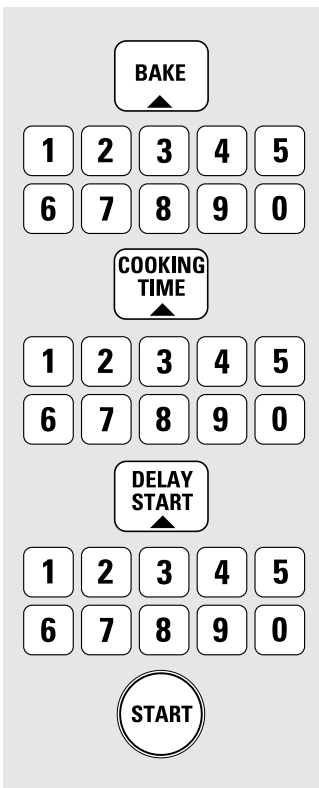 BAKE
1 2 3 4 5
6 7 8 9 0
COOKING
TIME
1 2 3 4 5
6 7 8 9 0
DELAY
START
1 2 3 4 5
6 7 8 9 0
START